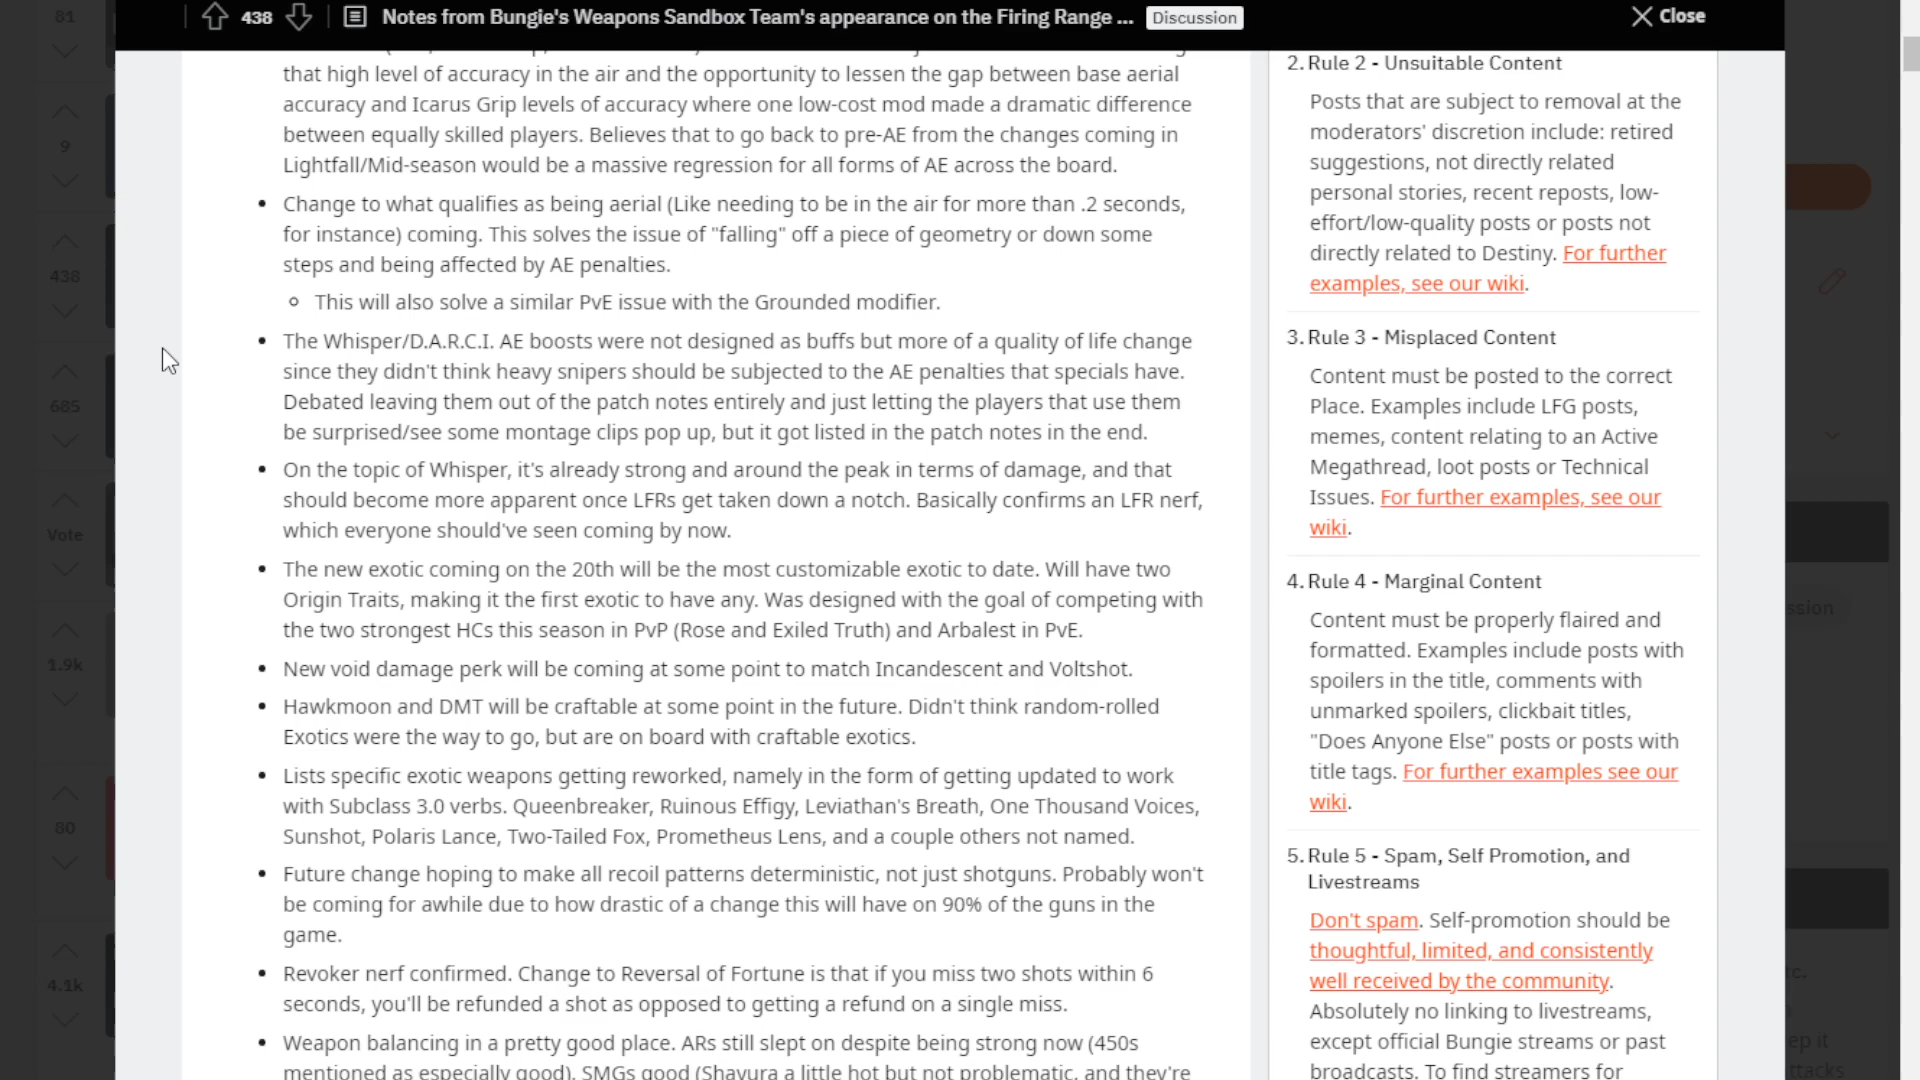 81
9
438
685
Vote
1.9k
80
4.1k
438
Notes from Bungie's Weapons Sandbox Team's appearance on the Firing Range ...
Discussion
Close
that high level of accuracy in the air and the opportunity to lessen the gap between base aerial
accuracy and Icarus Grip levels of accuracy where one low-cost mod made a dramatic difference
between equally skilled players. Believes that to go back to pre-AE from the changes coming in
Lightfall/Mid-season would be a massive regression for all forms of AE across the board.
• Change to what qualifies as being aerial (Like needing to be in the air for more than .2 seconds,
for instance) coming. This solves the issue of "falling" off a piece of geometry or down some
steps and being affected by AE penalties.
◦ This will also solve a similar PvE issue with the Grounded modifier.
• The Whisper/D.A.R.C.I. AE boosts were not designed as buffs but more of a quality of life change
since they didn't think heavy snipers should be subjected to the AE penalties that specials have.
Debated leaving them out of the patch notes entirely and just letting the players that use them
be surprised/see some montage clips pop up, but it got listed in the patch notes in the end.
• On the topic of Whisper, it's already strong and around the peak in terms of damage, and that
should become more apparent once LFRs get taken down a notch. Basically confirms an LFR nerf,
which everyone should've seen coming by now.
• The new exotic coming on the 20th will be the most customizable exotic to date. Will have two
Origin Traits, making it the first exotic to have any. Was designed with the goal of competing with
the two strongest HCs this season in PvP (Rose and Exiled Truth) and Arbalest in PvE.
• New void damage perk will be coming at some point to match Incandescent and Voltshot.
• Hawkmoon and DMT will be craftable at some point in the future. Didn't think random-rolled
Exotics were the way to go, but are on board with craftable exotics.
• Lists specific exotic weapons getting reworked, namely in the form of getting updated to work
with Subclass 3.0 verbs. Queenbreaker, Ruinous Effigy, Leviathan's Breath, One Thousand Voices,
Sunshot, Polaris Lance, Two-Tailed Fox, Prometheus Lens, and a couple others not named.
• Future change hoping to make all recoil patterns deterministic, not just shotguns. Probably won't
be coming for awhile due to how drastic of a change this will have on 90% of the guns in the
game.
• Revoker nerf confirmed. Change to Reversal of Fortune is that if you miss two shots within 6
seconds, you'll be refunded a shot as opposed to getting a refund on a single miss.
• Weapon balancing in a pretty good place. ARs still slept on despite being strong now (450s
mentioned as especially good). SMGs good (Shayura a little hot but not problematic, and they're
2. Rule 2 - Unsuitable Content
Posts that are subject to removal at the
moderators' discretion include: retired
suggestions, not directly related
personal stories, recent reposts, low-
effort/low-quality posts or posts not
directly related to Destiny. For further
examples, see our wiki.
3. Rule 3 - Misplaced Content
Content must be posted to the correct
Place. Examples include LFG posts,
memes, content relating to an Active
Megathread, loot posts or Technical
Issues. For further examples, see our
wiki.
4. Rule 4 - Marginal Content
Content must be properly flaired and
formatted. Examples include posts with
spoilers in the title, comments with
unmarked spoilers, clickbait titles,
"Does Anyone Else" posts or posts with
title tags. For further examples see our
wiki.
5. Rule 5 - Spam, Self Promotion, and
Livestreams
Don't spam. Self-promotion should be
thoughtful, limited, and consistently
well received by the community.
Absolutely no linking to livestreams,
except official Bungie streams or past
broadcasts. To find streamers for